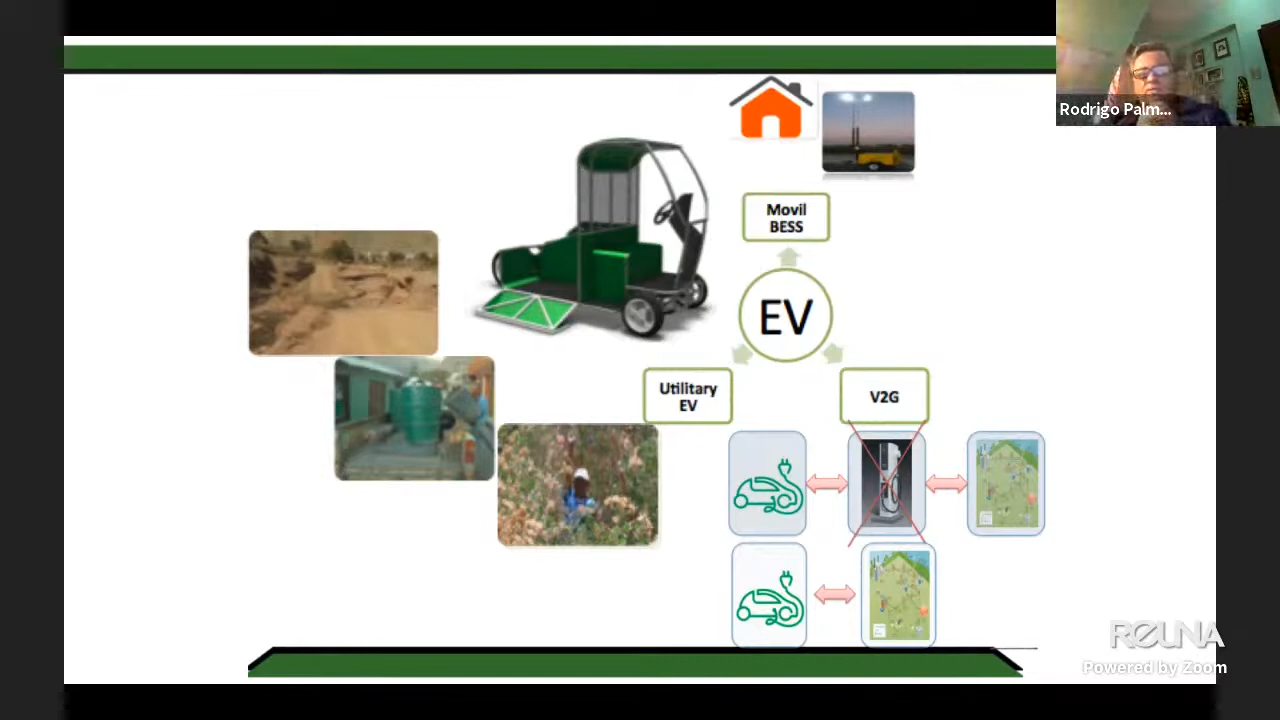 Rodrigo Palm...
Movil
BESS
EV
Utilitary
EV
V2G
REUNA
Powered by Zoom